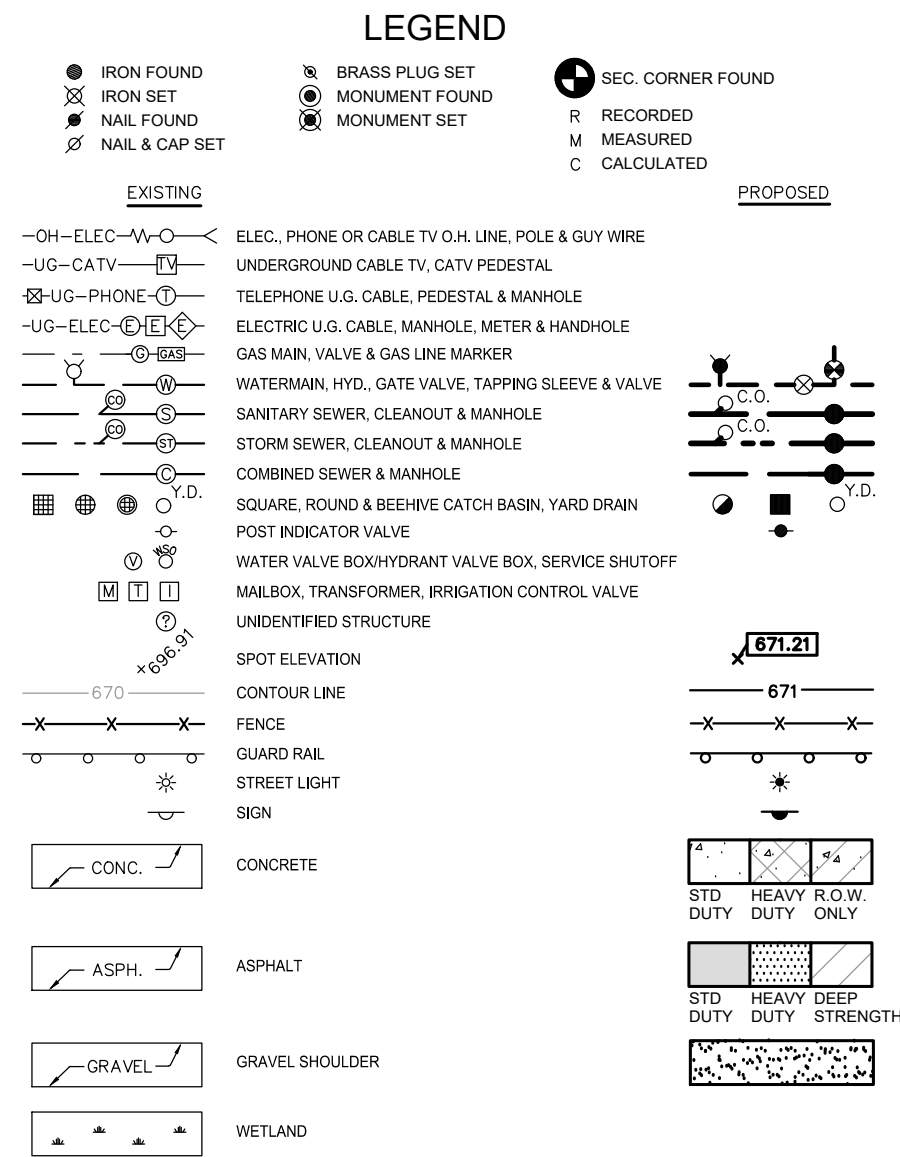 LEGEND
IRON FOUND
IRON SET
NAIL FOUND
NAIL & CAP SET
BRASS PLUG SET
MONUMENT FOUND
MONUMENT SET
SEC. CORNER FOUND
R RECORDED
M MEASURED
C CALCULATED
EXISTING PROPOSED
-OH-ELEC- ELEC., PHONE OR CABLE TV O.H. LINE, POLE & GUY WIRE
-UG-CATV- TV UNDERGROUND CABLE TV, CATV PEDESTAL
-UG-PHONE- T TELEPHONE U.G. CABLE, PEDESTAL & MANHOLE
-UG-ELEC- E E E ELECTRIC U.G. CABLE, MANHOLE, METER & HANDHOLE
G GAS GAS MAIN, VALVE & GAS LINE MARKER
W WATERMAIN, HYD., GATE VALVE, TAPPING SLEEVE & VALVE
CO S SANITARY SEWER, CLEANOUT & MANHOLE C.O.
CO ST STORM SEWER, CLEANOUT & MANHOLE C.O.
C COMBINED SEWER & MANHOLE
Y.D. SQUARE, ROUND & BEEHIVE CATCH BASIN, YARD DRAIN Y.D.
POST INDICATOR VALVE
V WSO WATER VALVE BOX/HYDRANT VALVE BOX, SERVICE SHUTOFF
M T I MAILBOX, TRANSFORMER, IRRIGATION CONTROL VALVE
? UNIDENTIFIED STRUCTURE
+696.91 SPOT ELEVATION 671.21
670 CONTOUR LINE 671
X X X FENCE X X X
GUARD RAIL
STREET LIGHT
SIGN
CONC. CONCRETE
STD HEAVY R.O.W.
DUTY DUTY ONLY
ASPH. ASPHALT
STD HEAVY DEEP
DUTY DUTY STRENGTH
GRAVEL GRAVEL SHOULDER
WETLAND